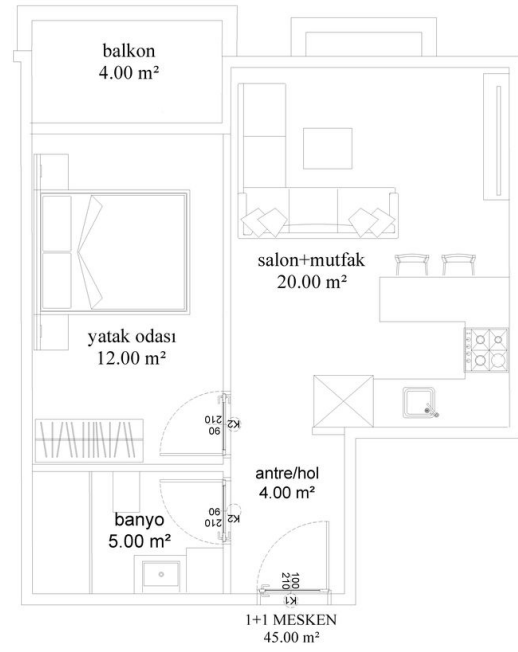 balkon
4.00 m²
salon+mutfak
20.00 m²
yatak odası
12.00 m²
90
210
K2
antre/hol
4.00 m²
90
210
K2
banyo
5.00 m²
100
210
K1
1+1 MESKEN
45.00 m²